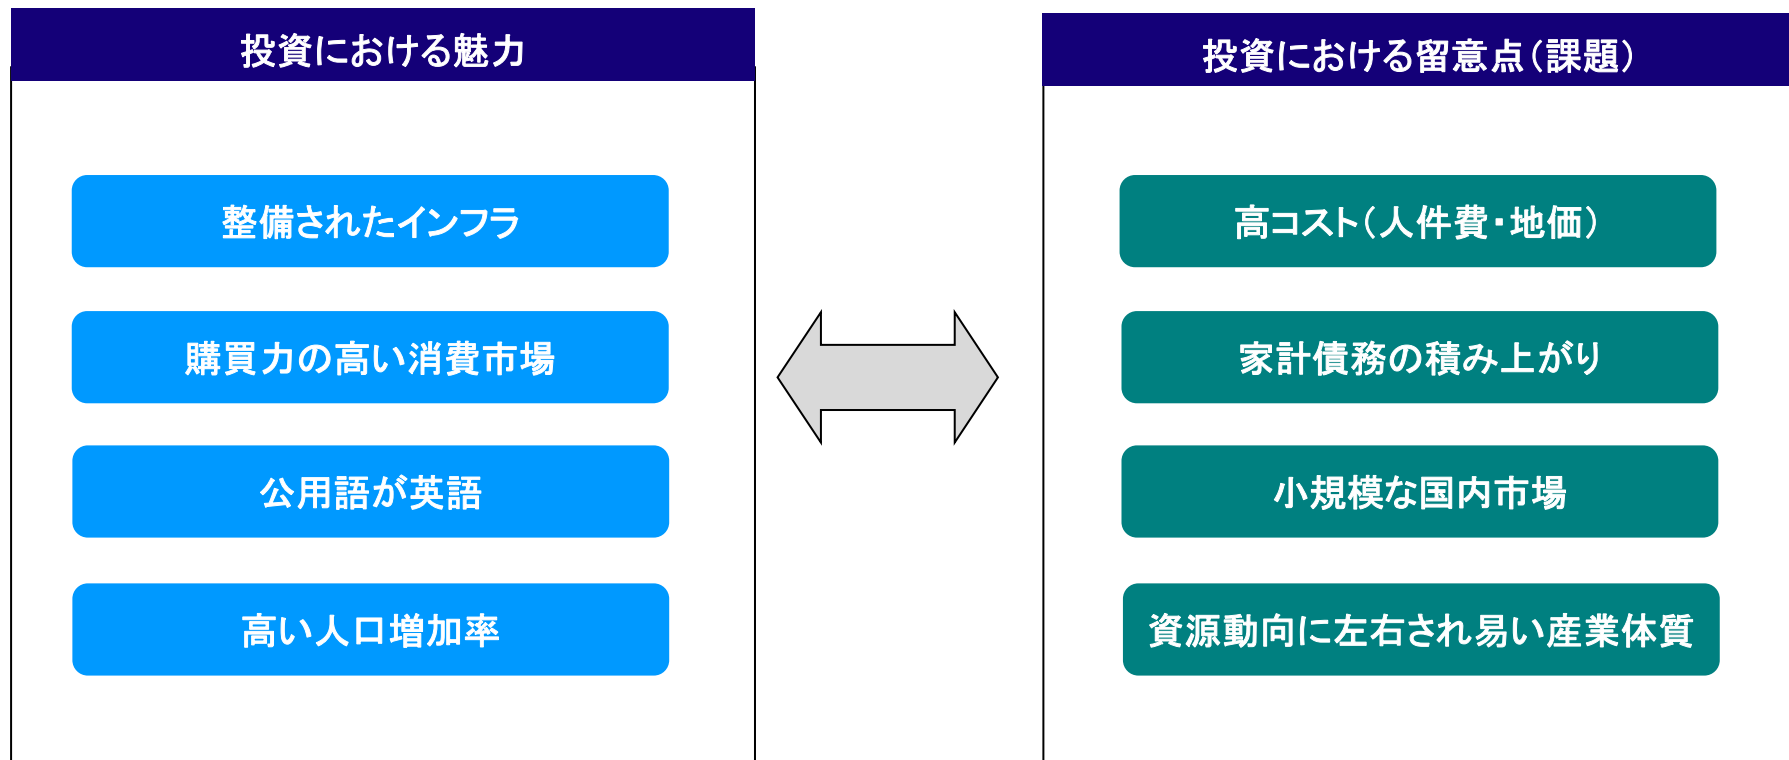 投資における魅力
整備されたインフラ
購買力の高い消費市場
公用語が英語
高い人口増加率
投資における留意点（課題）
高コスト（人件費・地価）
家計債務の積み上がり
小規模な国内市場
資源動向に左右され易い産業体質